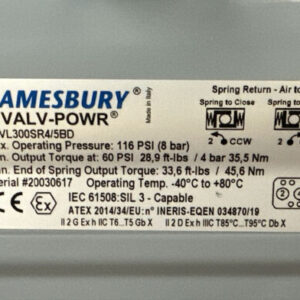 AMESBURY
VALV-POWR®
Made in Italy
VL300SR4/5BD
x. Operating Pressure: 116 PSI (8 bar)
n. Output Torque at: 60 PSI 28,9 ft-lbs / 4 bar 35,5 Nm
n. End of Spring Output Torque: 33,6 ft-lbs / 45,6 Nm
erial #20030617 Operating Temp: -40°C to +80°C
IEC 61508:SIL 3 - Capable
Ex
ATEX 2014/34/EU: n° INERIS-EQEN 034870/19
II 2 G Ex h IIC T6...T5 Gb X II 2 D Ex h IIIC T85°C...T95°C Db X
Spring Return - Air to
Spring to Close Spring to
2 CCW 2